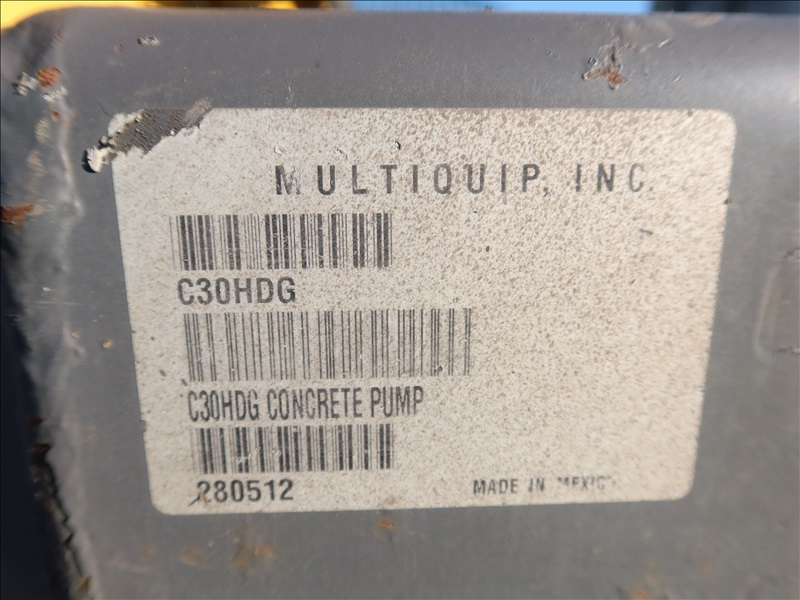 MULTIQUIP, INC.
C30HDG
C30HDG CONCRETE PUMP
280512
MADE IN MEXICO